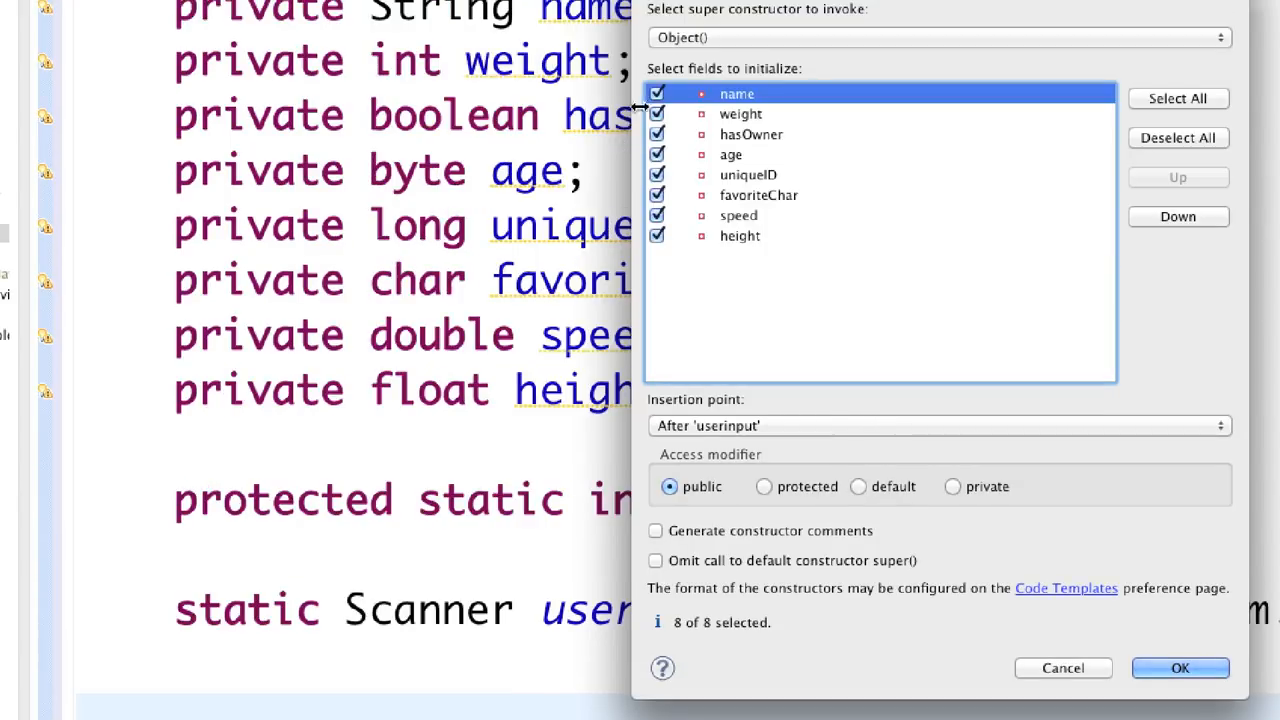 private String name
private int weight;
private boolean has
private byte age;
private long unique
private char favori
private double spee
private float heigh
protected static in
static Scanner user
Select super constructor to invoke:
Object()
Select fields to initialize:
name
weight
hasOwner
age
uniqueID
favoriteChar
speed
height
Select All
Deselect All
Up
Down
Insertion point:
After 'userinput'
Access modifier
public protected default private
Generate constructor comments
Omit call to default constructor super()
The format of the constructors may be configured on the Code Templates preference page.
i 8 of 8 selected.
?
Cancel OK
m.